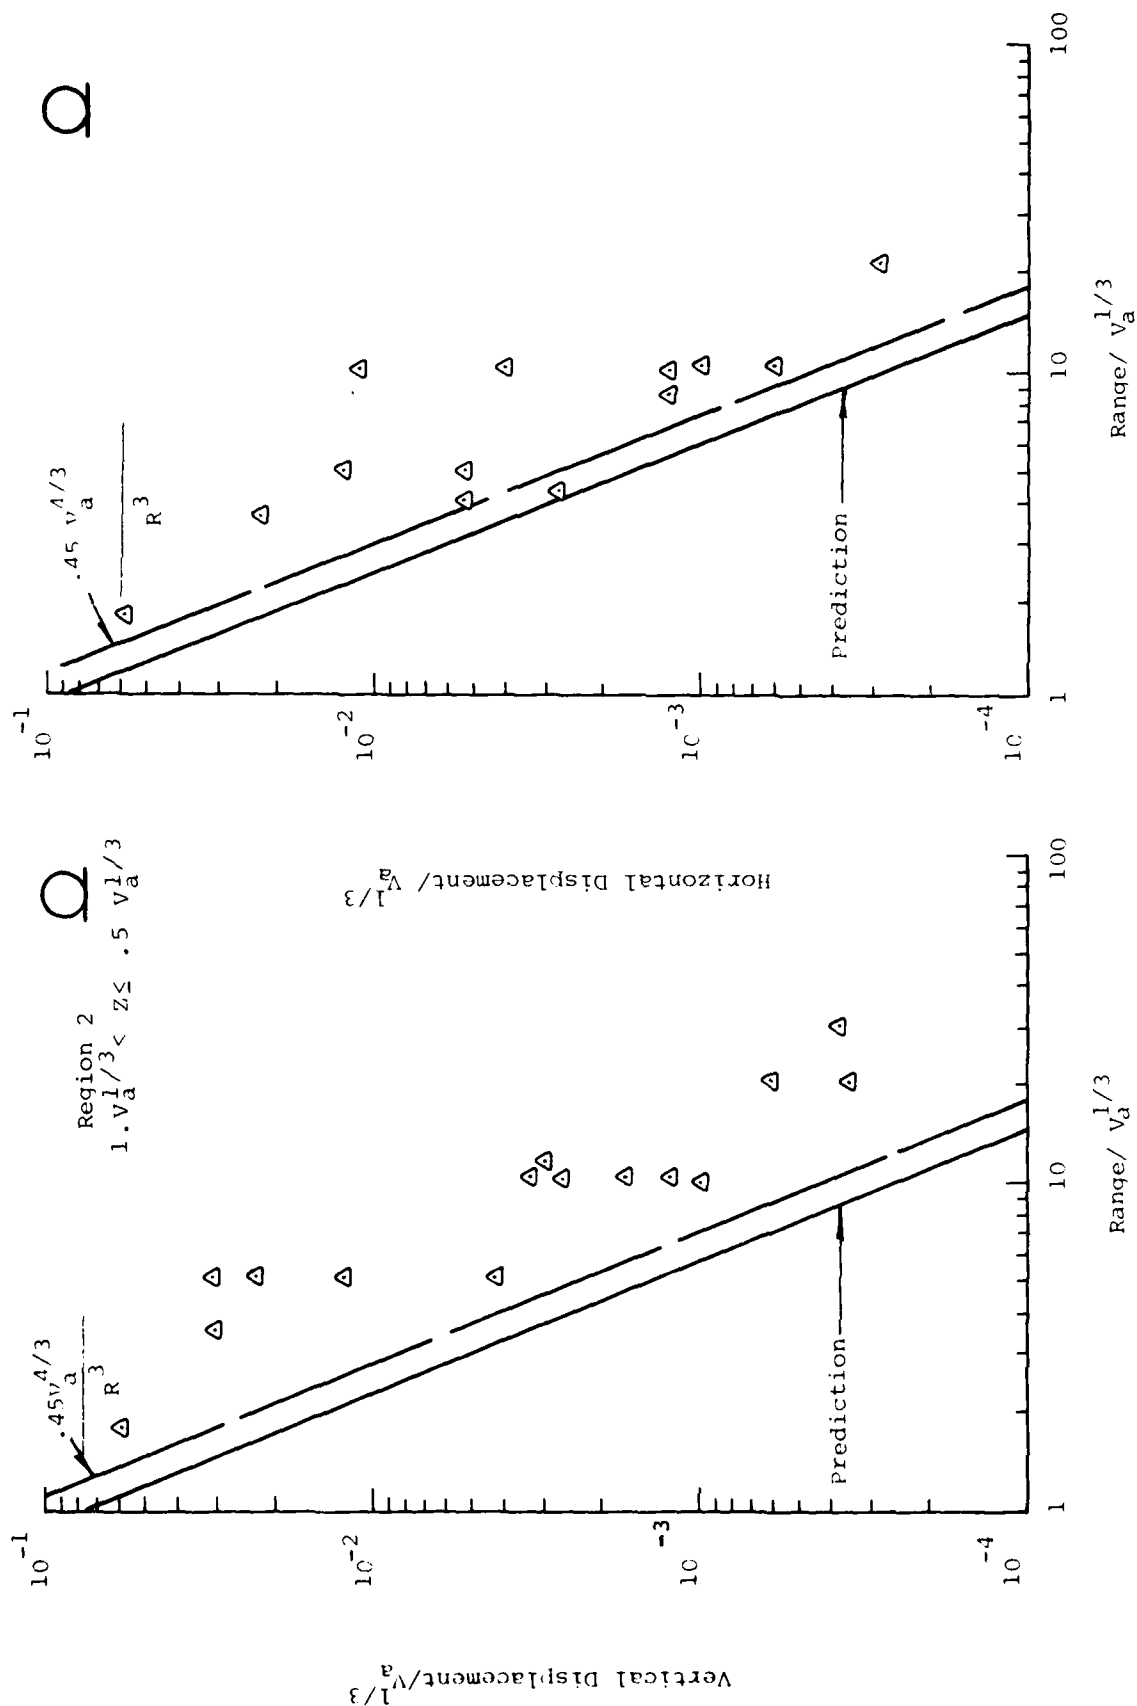 Region 2
1.V_a^{1/3} < Z ≤ .5 V_a^{1/3}
Vertical Displacement/V_a^{1/3}
10^{-1}
10^{-2}
10^{-3}
10^{-4}
.45V_a^{4/3}
R^3
Prediction
1
10
100
Range/ V_a^{1/3}
Horizontal Displacement/ V_a^{1/3}
10^{-1}
10^{-2}
10^{-3}
10^{-4}
.45 V_a^{4/3}
R^3
Prediction
1
10
100
Range/ V_a^{1/3}